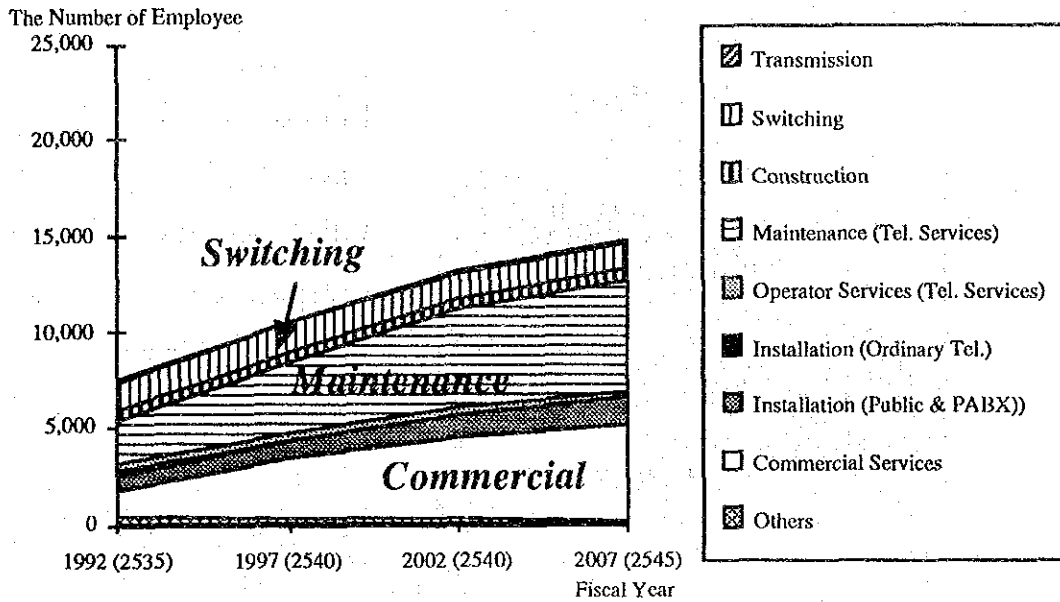 The Number of Employee
25,000
20,000
15,000
10,000
5,000
0
Switching
Maintenance
Commercial
1992 (2535)
1997 (2540)
2002 (2540)
2007 (2545)
Fiscal Year
Transmission
Switching
Construction
Maintenance (Tel. Services)
Operator Services (Tel. Services)
Installation (Ordinary Tel.)
Installation (Public & PABX))
Commercial Services
Others